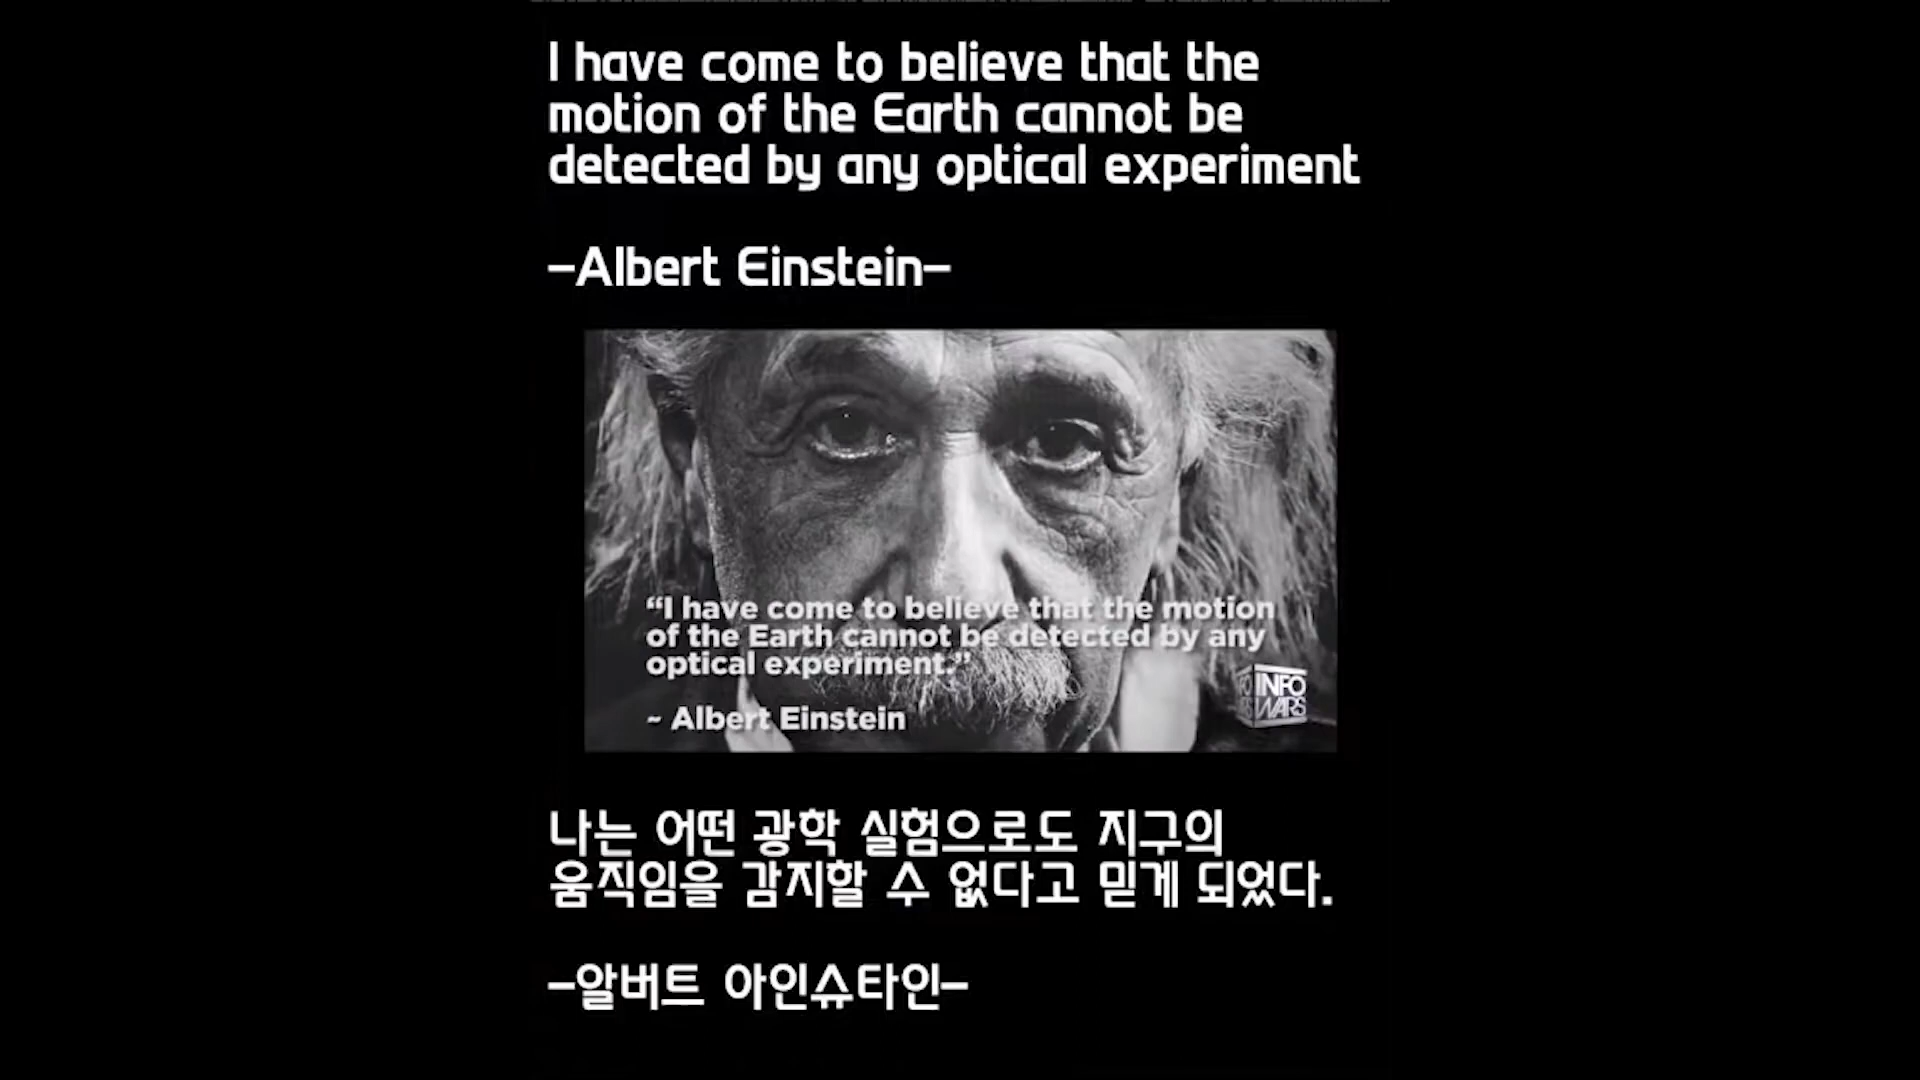 I have come to believe that the
motion of the Earth cannot be
detected by any optical experiment
-Albert Einstein-
“I have come to believe that the motion
of the Earth cannot be detected by any
optical experiment.”
~ Albert Einstein
INFO
WARS
나는 어떤 광학 실험으로도 지구의
움직임을 감지할 수 없다고 믿게 되었다.
-알버트 아인슈타인-